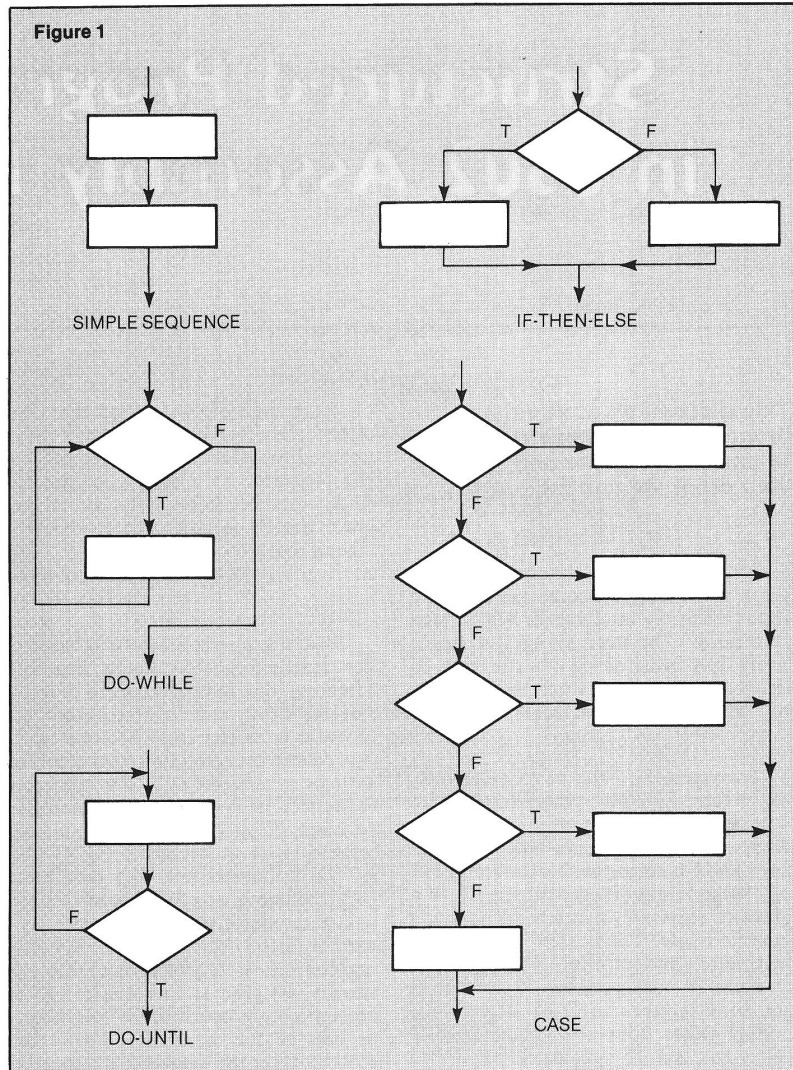 Figure 1
T
F
SIMPLE SEQUENCE
IF-THEN-ELSE
F
T
DO-WHILE
F
T
DO-UNTIL
T
F
T
F
T
F
T
F
CASE